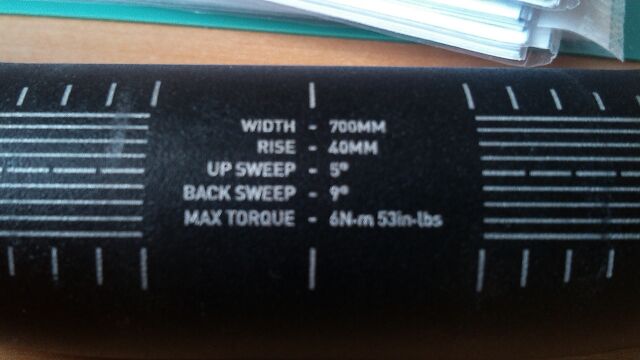 WIDTH - 700MM
RISE - 40MM
UP SWEEP - 5°
BACK SWEEP - 9°
MAX TORQUE - 6N·m 53in-lbs